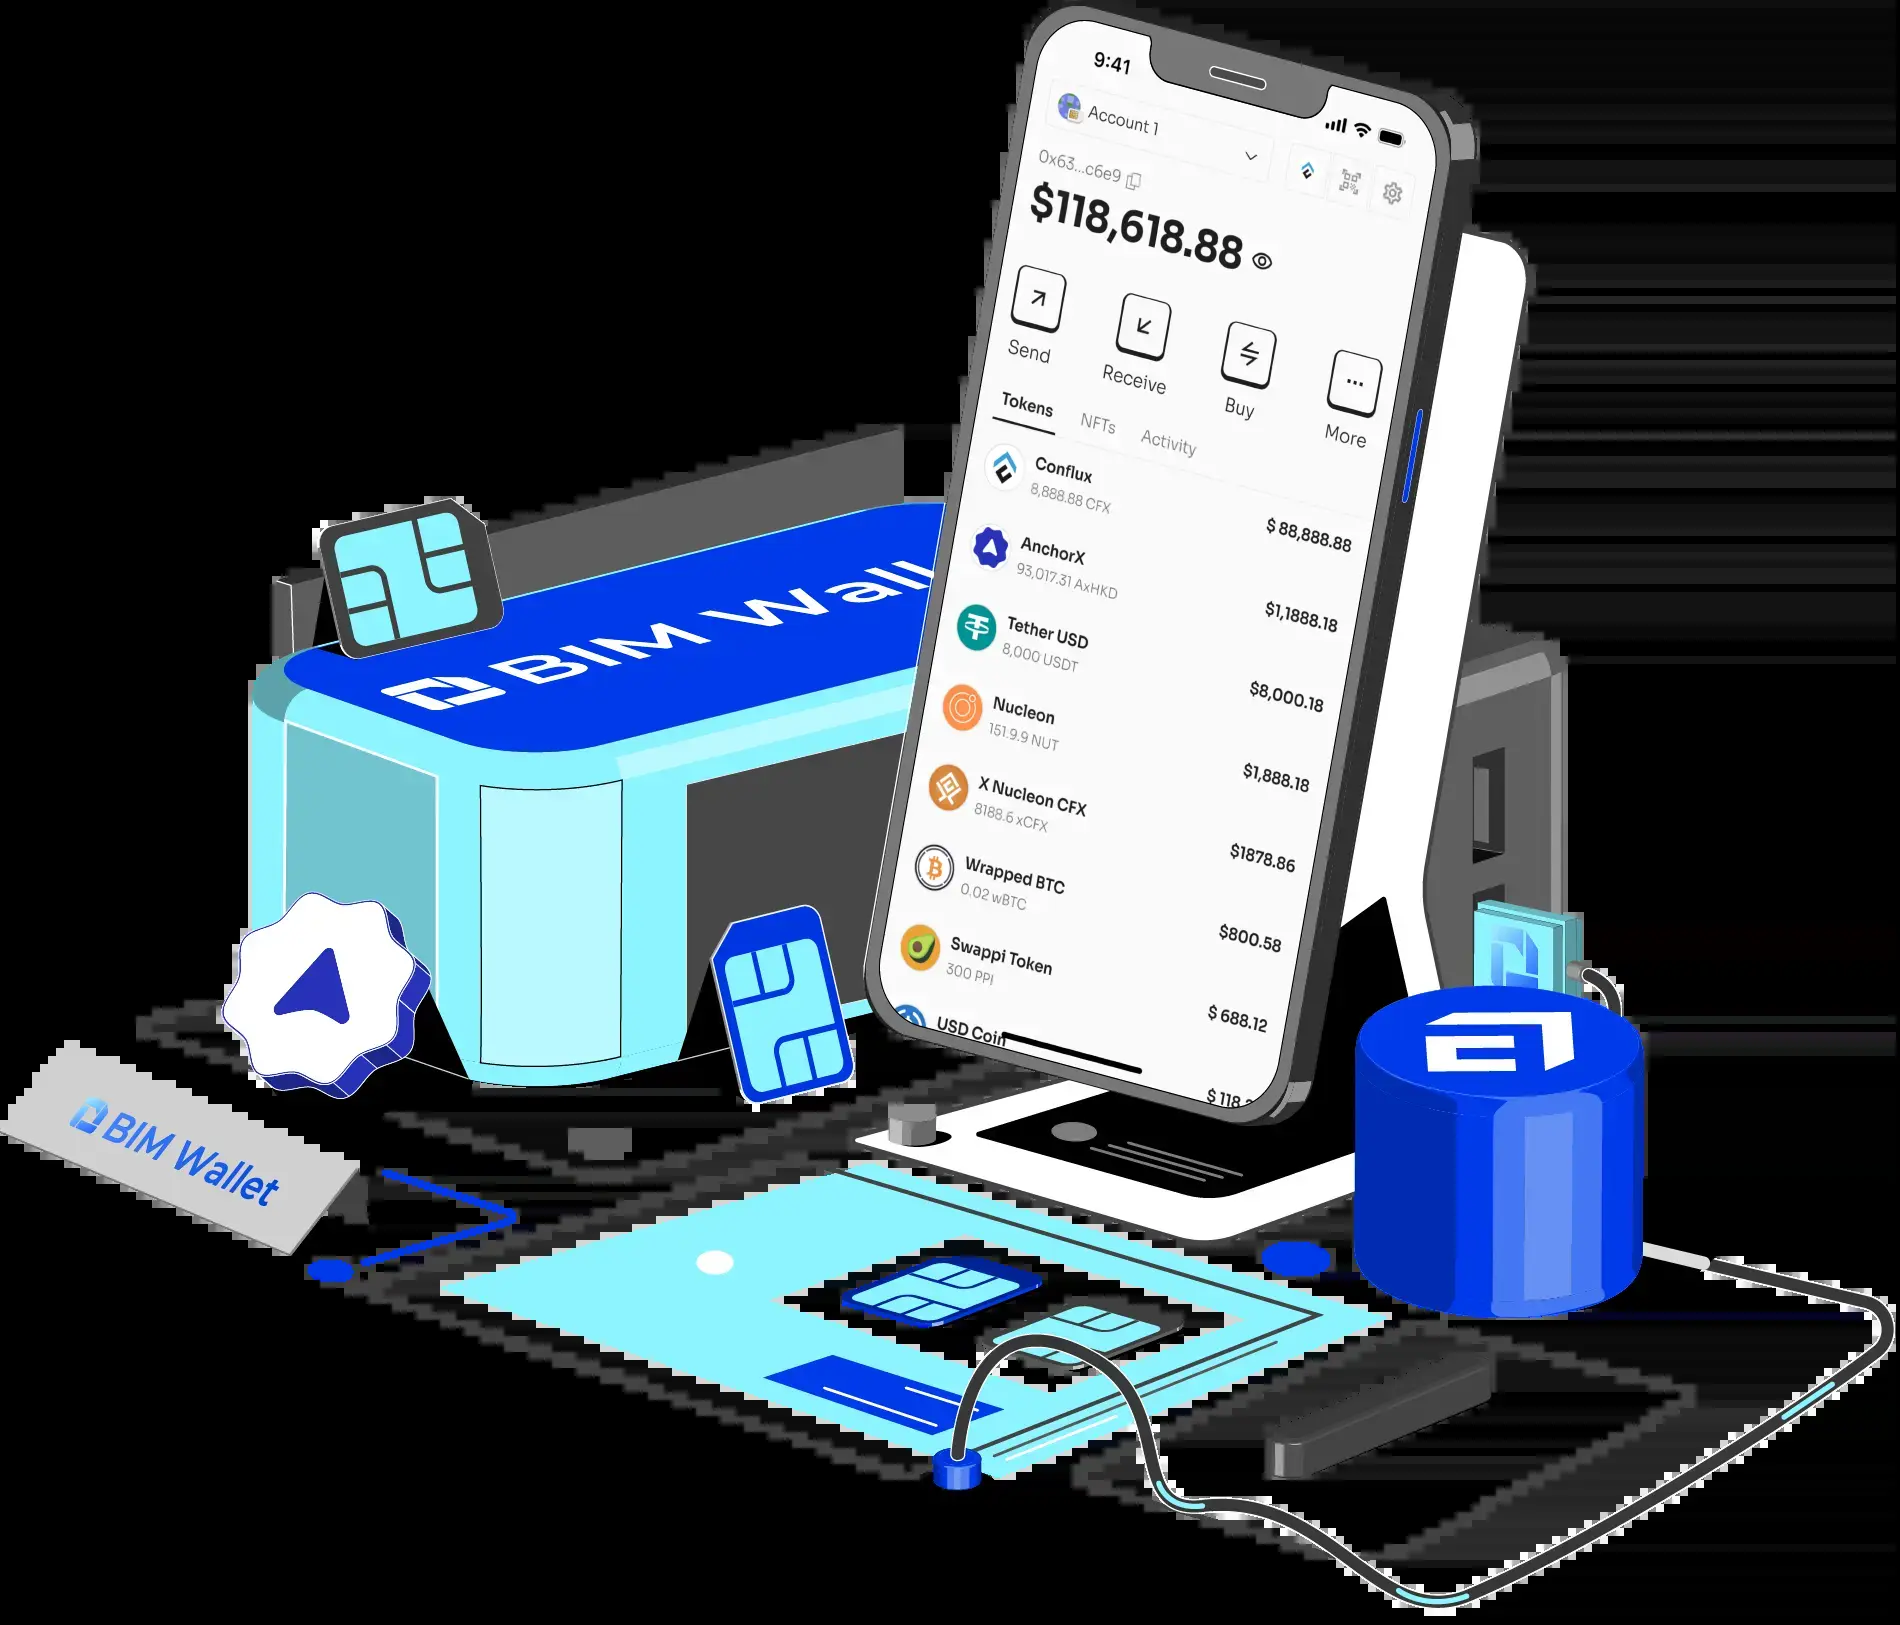 9:41
Account 1
0x63...c6e9
$118,618.88
Send
Receive
Buy
More
Tokens
NFTs
Activity
Conflux
8,888.88 CFX
$ 88,888.88
AnchorX
93,017.31 AxHKD
$1,1888.18
Tether USD
8,000 USDT
$8,000.18
Nucleon
151.9.9 NUT
$1,888.18
X Nucleon CFX
8188.6 xCFX
$1878.86
Wrapped BTC
0.02 wBTC
$800.58
Swappi Token
300 PPI
$ 688.12
USD Coin
$ 118.
BIM Wall
BIM Wallet